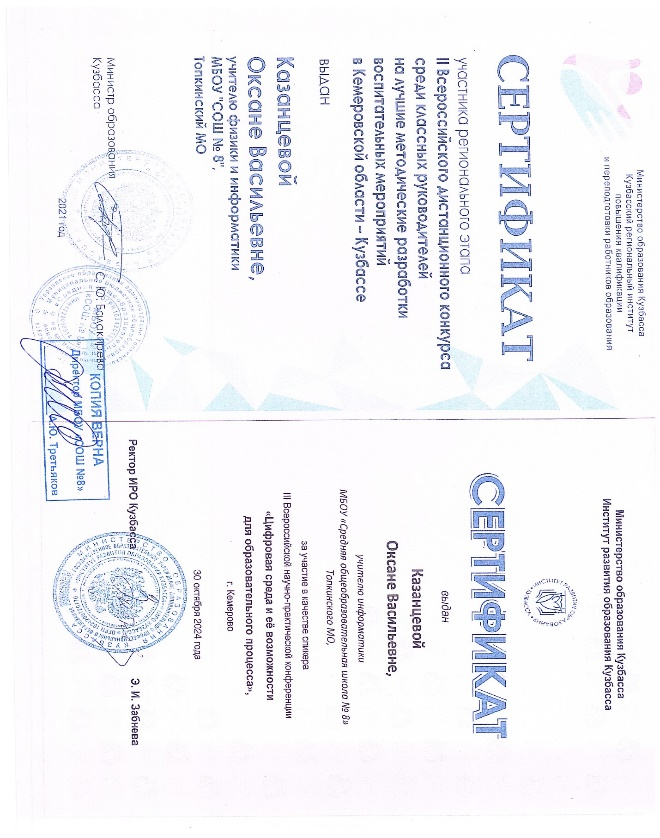 Министерство образования Кузбасса
Кузбасский региональный институт
повышения квалификации
и переподготовки работников образования
СЕРТИФИКАТ
участника регионального этапа
II Всероссийского дистанционного конкурса
среди классных руководителей
на лучшие методические разработки
воспитательных мероприятий
в Кемеровской области – Кузбассе
выдан
Казанцевой
Оксане Васильевне,
учителю физики и информатики
МБОУ "СОШ № 8",
Топкинский МО
Министр образования
Кузбасса
С. Ю. Балакирева
2021 год
КОПИЯ ВЕРНА
Директор МБОУ «СОШ №8»
Ю. Третьяков
Министерство образования Кузбасса
Институт развития образования Кузбасса
СЕРТИФИКАТ
выдан
Казанцевой
Оксане Васильевне,
учителю информатики
МБОУ «Средняя общеобразовательная школа № 8»
Топкинского МО,
за участие в качестве спикера
III Всероссийской научно-практической конференции
«Цифровая среда и её возможности
для образовательного процесса»,
г. Кемерово
30 октября 2024 года
Ректор ИРО Кузбасса
Э. И. Забнева